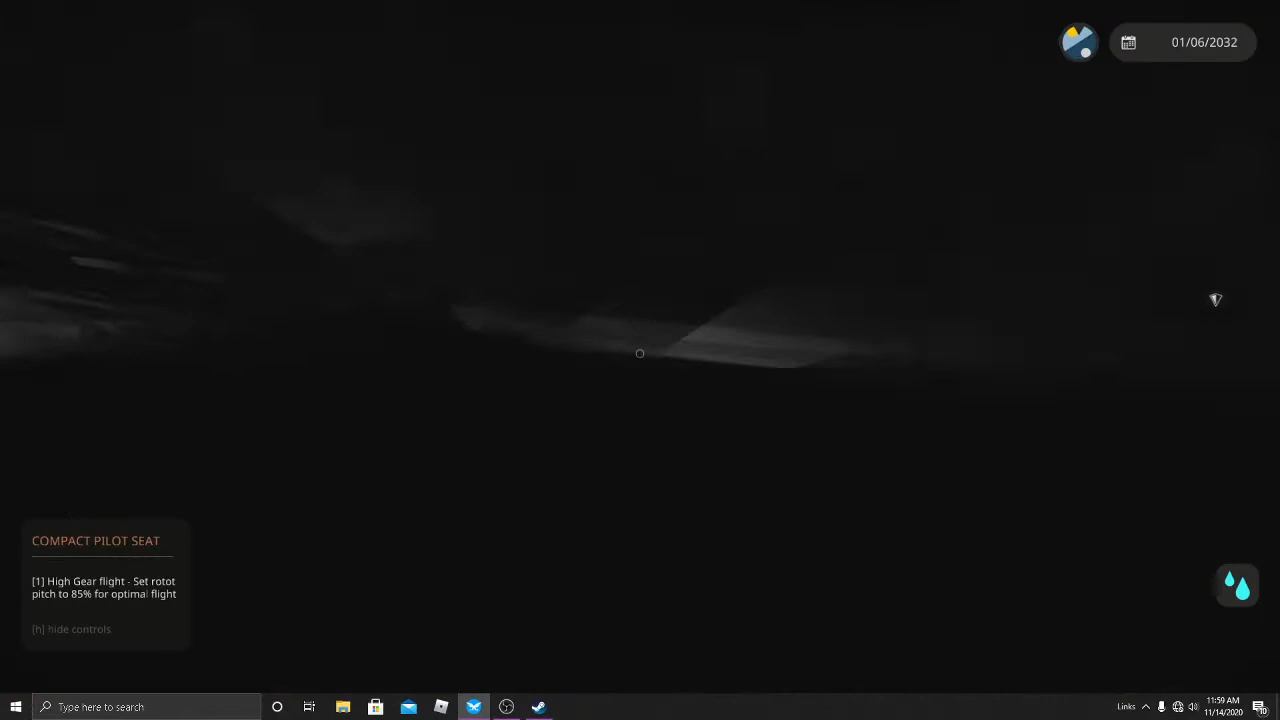 01/06/2032
COMPACT PILOT SEAT
[1] High Gear flight - Set rotot
pitch to 85% for optimal flight
[h] hide controls
Type here to search
Links
11:59 AM
11/14/2020
10